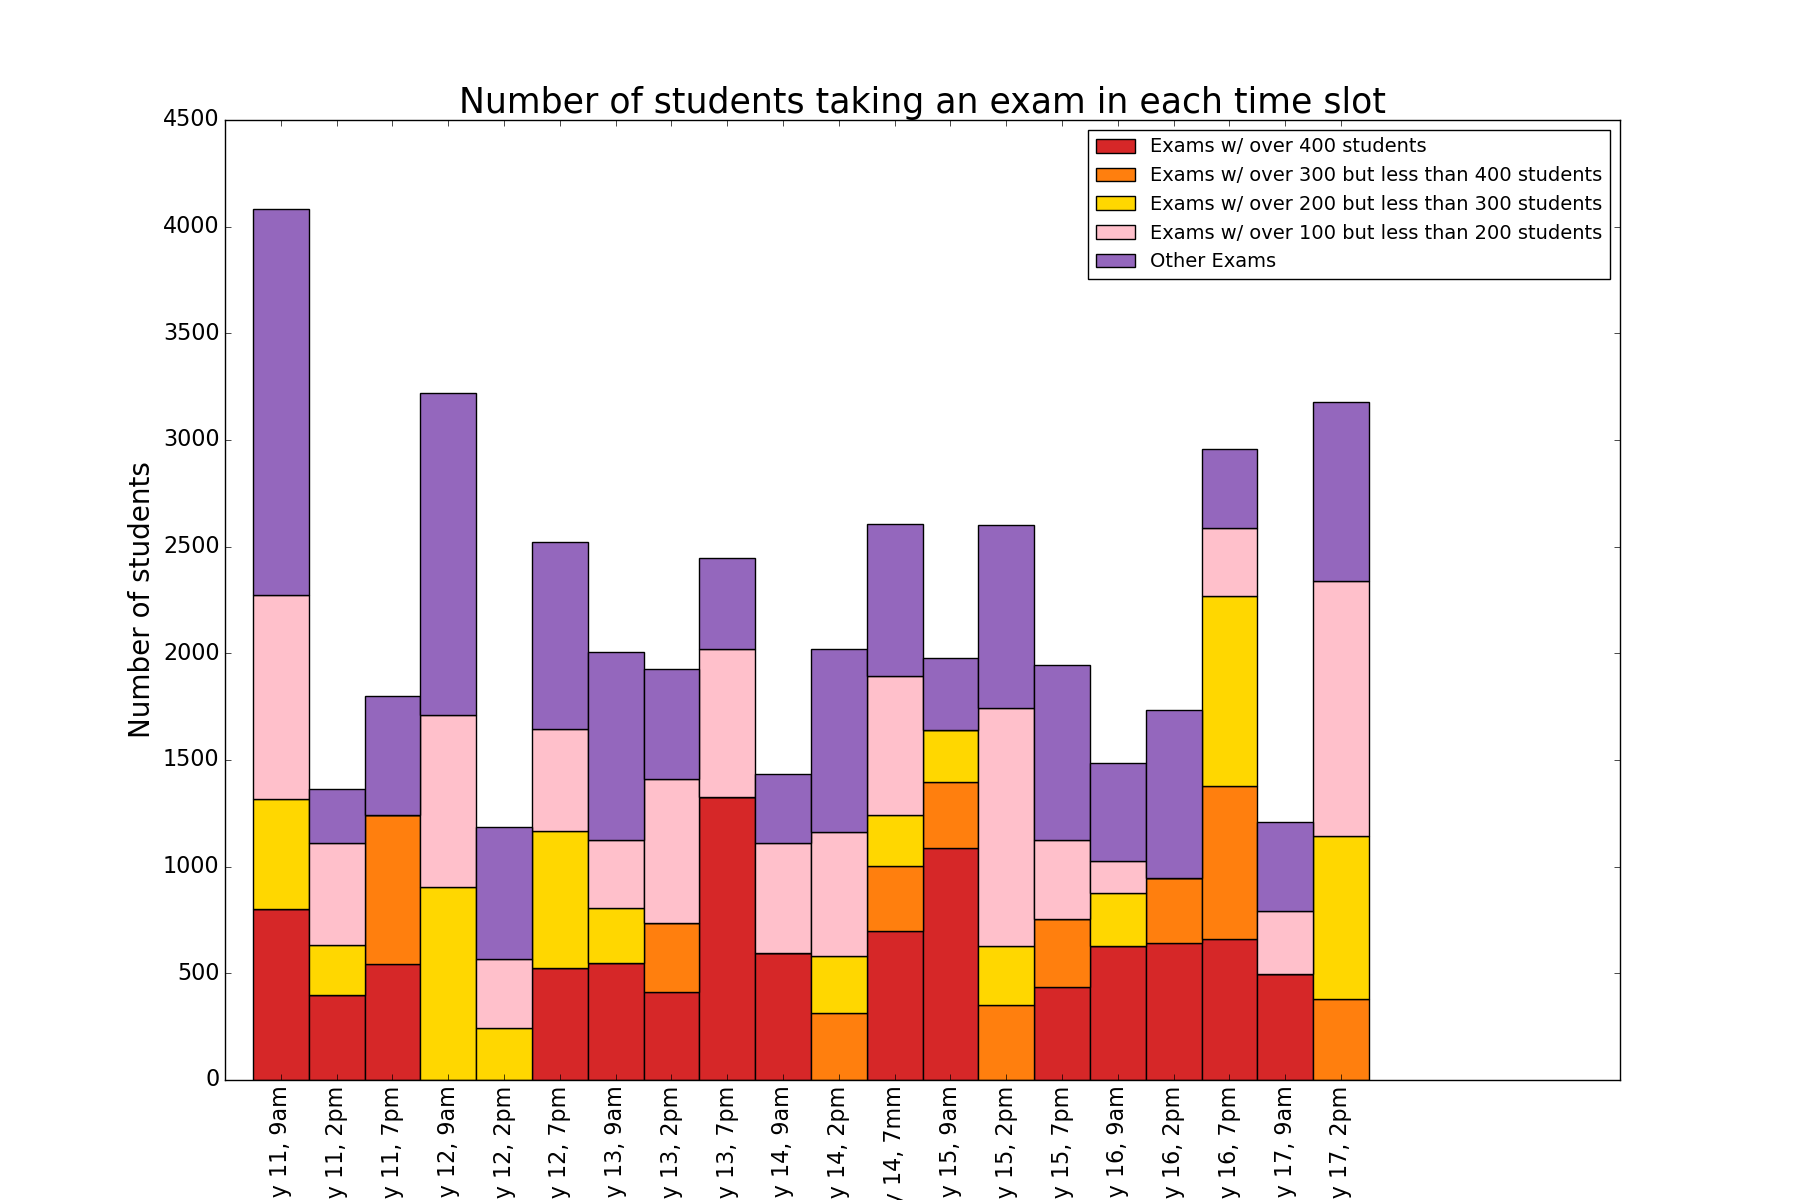 Number of students taking an exam in each time slot
Exams w/ over 400 students
Exams w/ over 300 but less than 400 students
Exams w/ over 200 but less than 300 students
Exams w/ over 100 but less than 200 students
Other Exams
Number of students
4500
4000
3500
3000
2500
2000
1500
1000
500
0
y 11, 9am
y 11, 2pm
y 11, 7pm
y 12, 9am
y 12, 2pm
y 12, 7pm
y 13, 9am
y 13, 2pm
y 13, 7pm
y 14, 9am
y 14, 2pm
y 14, 7mm
y 15, 9am
y 15, 2pm
y 15, 7pm
y 16, 9am
y 16, 2pm
y 16, 7pm
y 17, 9am
y 17, 2pm